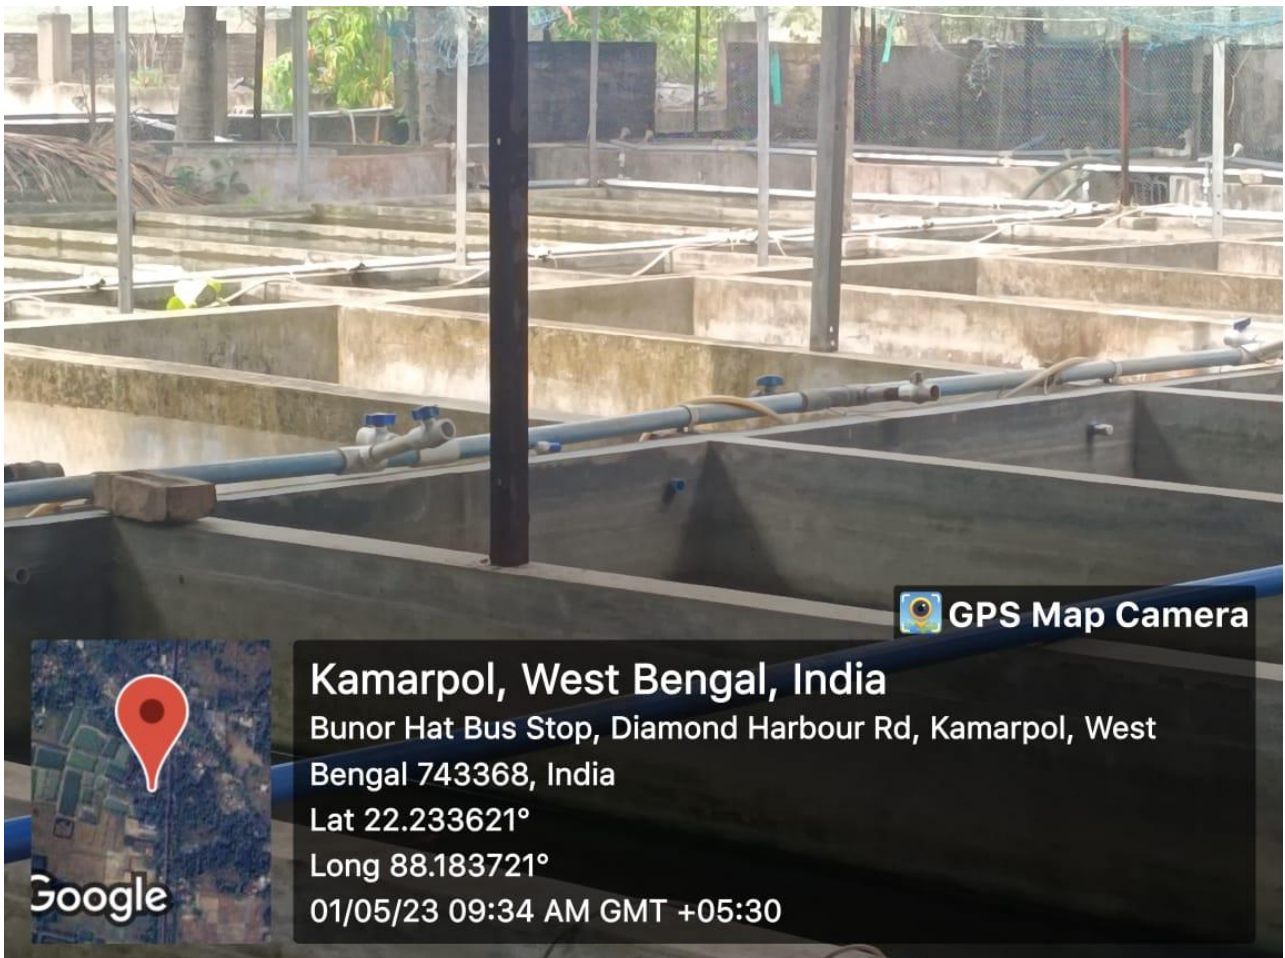 GPS Map Camera
Kamarpol, West Bengal, India
Bunor Hat Bus Stop, Diamond Harbour Rd, Kamarpol, West
Bengal 743368, India
Lat 22.233621°
Long 88.183721°
01/05/23 09:34 AM GMT +05:30
Google